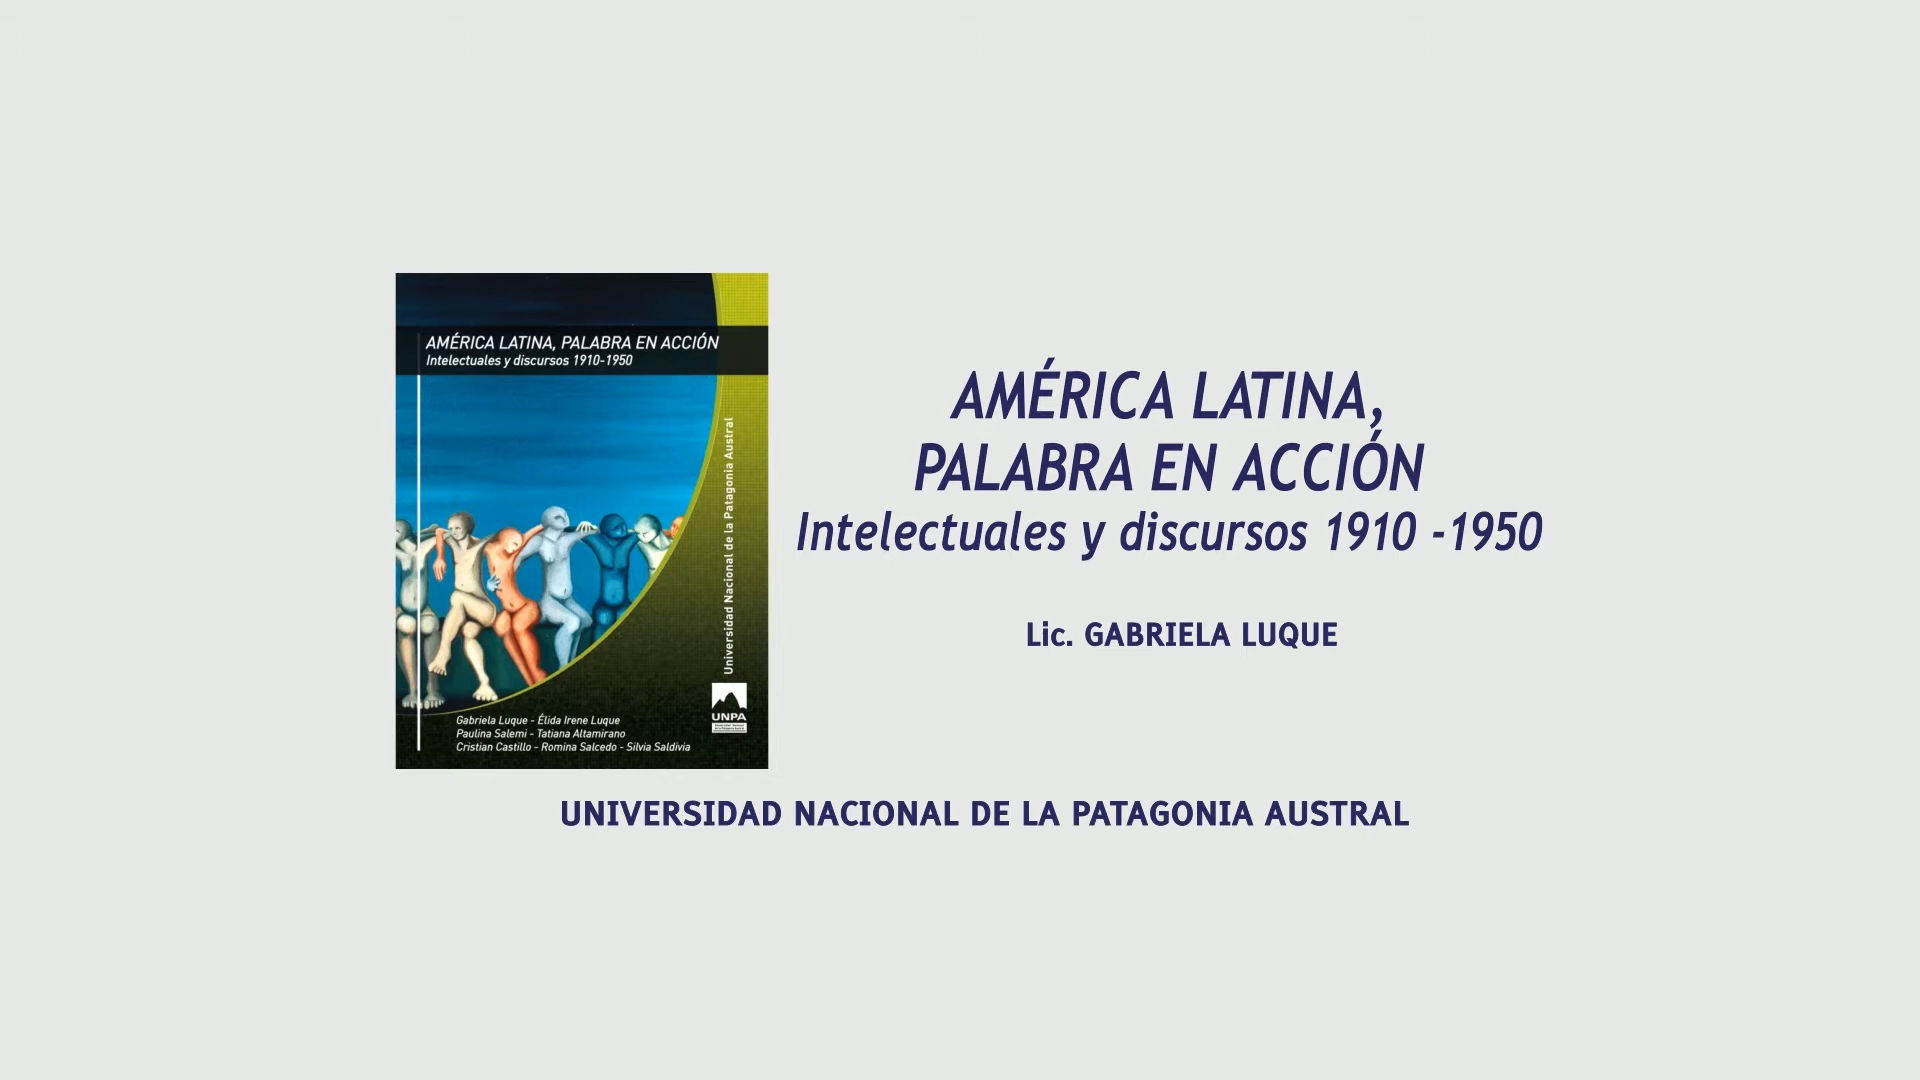 AMÉRICA LATINA, PALABRA EN ACCIÓN
Intelectuales y discursos 1910-1950
Universidad Nacional de la Patagonia Austral
UNPA
Gabriela Luque - Élida Irene Luque
Paulina Salemi - Tatiana Altamirano
Cristian Castillo - Romina Salcedo - Silvia Saldivia
AMÉRICA LATINA,
PALABRA EN ACCIÓN
Intelectuales y discursos 1910 -1950
Lic. GABRIELA LUQUE
UNIVERSIDAD NACIONAL DE LA PATAGONIA AUSTRAL